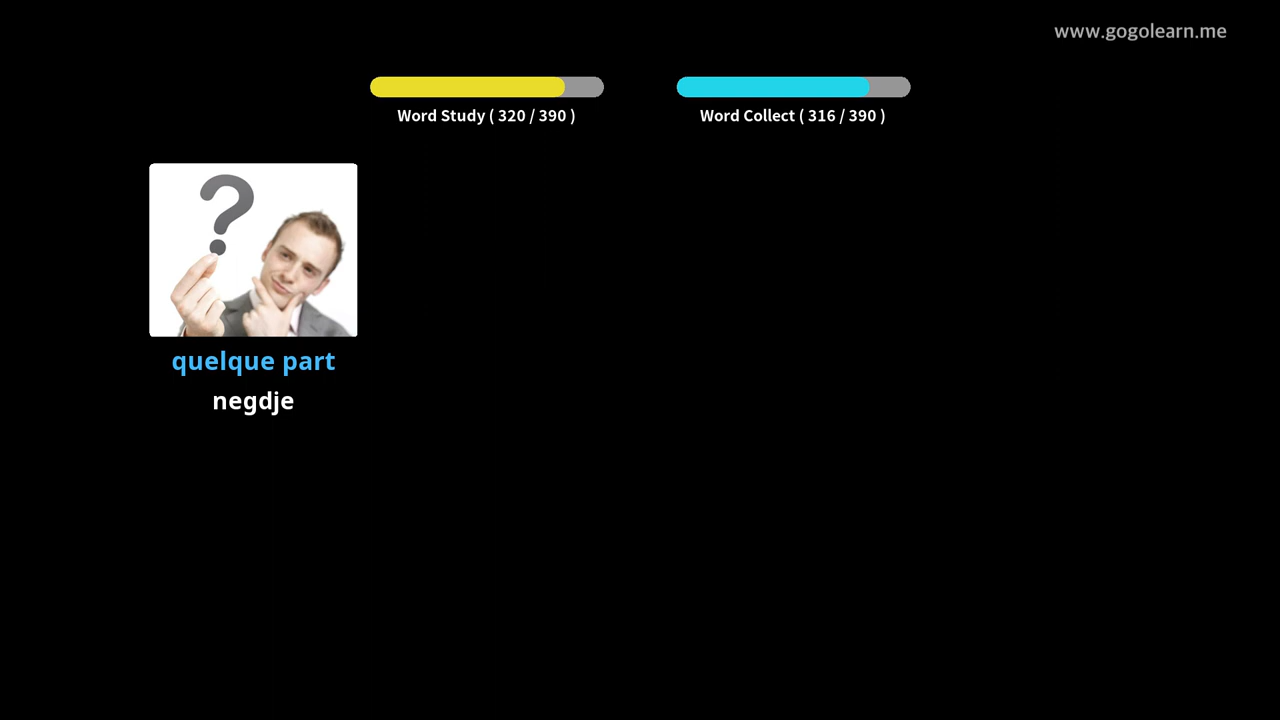 www.gogolearn.me
Word Study ( 320 / 390 )
Word Collect ( 316 / 390 )
?
quelque part
negdje